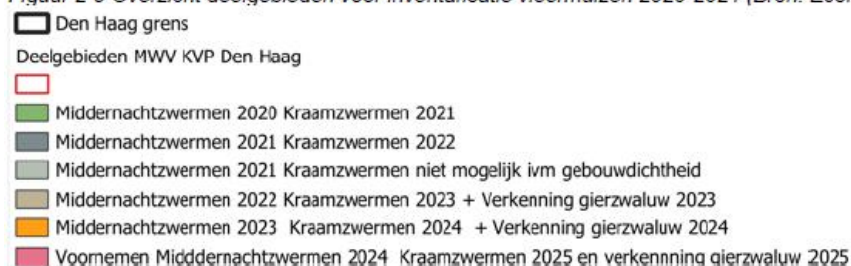 Den Haag grens
Deelgebieden MWV KVP Den Haag
Middernachtzwermen 2020 Kraamzwermen 2021
Middernachtzwermen 2021 Kraamzwermen 2022
Middernachtzwermen 2021 Kraamzwermen niet mogelijk ivm gebouwdichtheid
Middernachtzwermen 2022 Kraamzwermen 2023 + Verkenning gierzwaluw 2023
Middernachtzwermen 2023 Kraamzwermen 2024 + Verkenning gierzwaluw 2024
Voornemen Midddernachtzwermen 2024 Kraamzwermen 2025 en verkennning gierzwaluw 2025